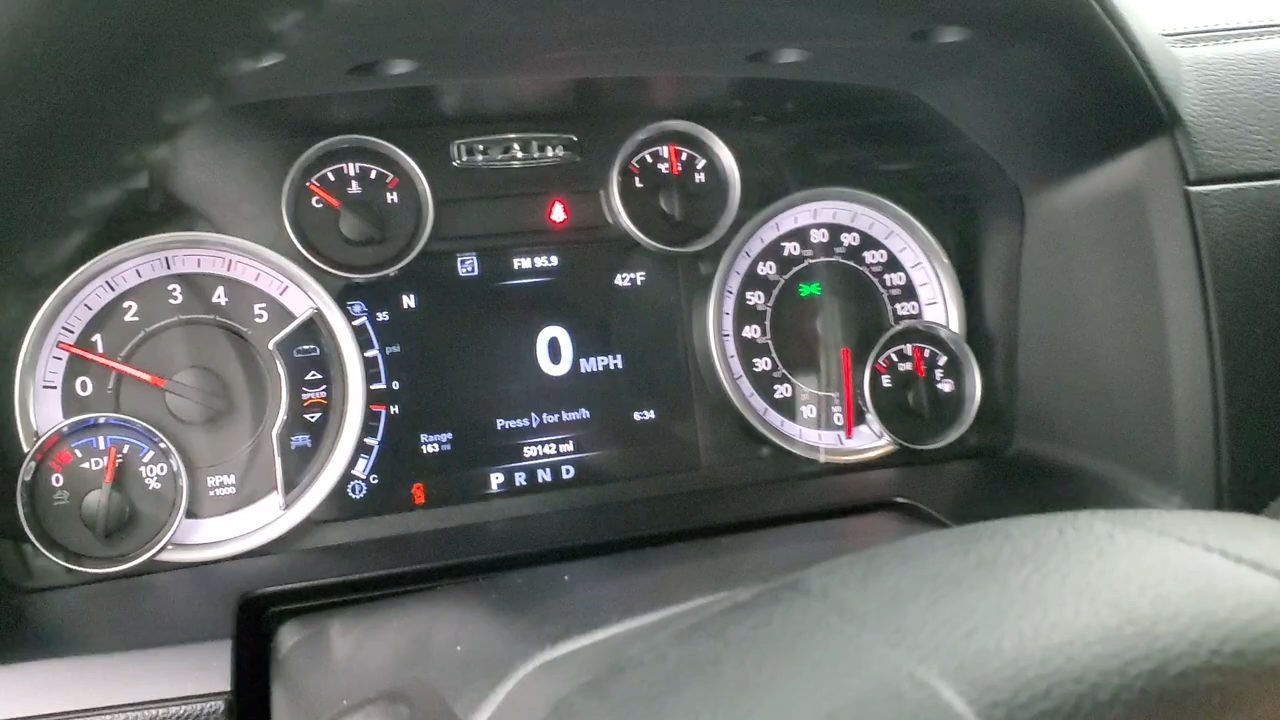 RAM
C H
L °F H
FM 95.9
42°F
N
35
psi
0
H
C
0 MPH
Press ▷ for km/h
6:34
Range
163 mi
50142 mi
P R N D
0 1 2 3 4 5
RPM
x1000
SPEED
◄DEF
0 100
%
0 10 20 30 40 50 60 70 80 90 100 110 120
E F